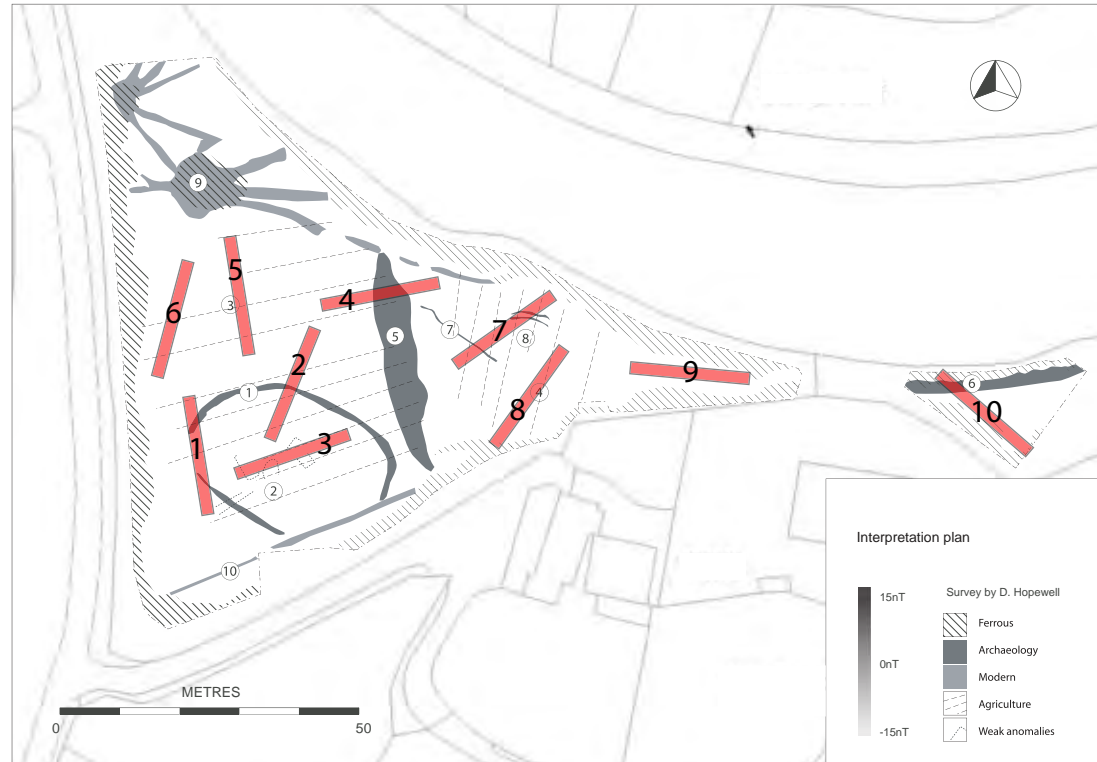 9
5
3
6
4
7
5
7
8
2
1
9
8
4
6
10
1
3
2
10
METRES
0
50
Interpretation plan
Survey by D. Hopewell
15nT
0nT
-15nT
Ferrous
Archaeology
Modern
Agriculture
Weak anomalies